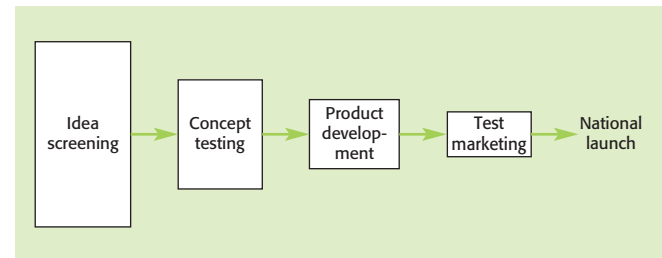 Idea
screening
Concept
testing
Product
develop-
ment
Test
marketing
National
launch